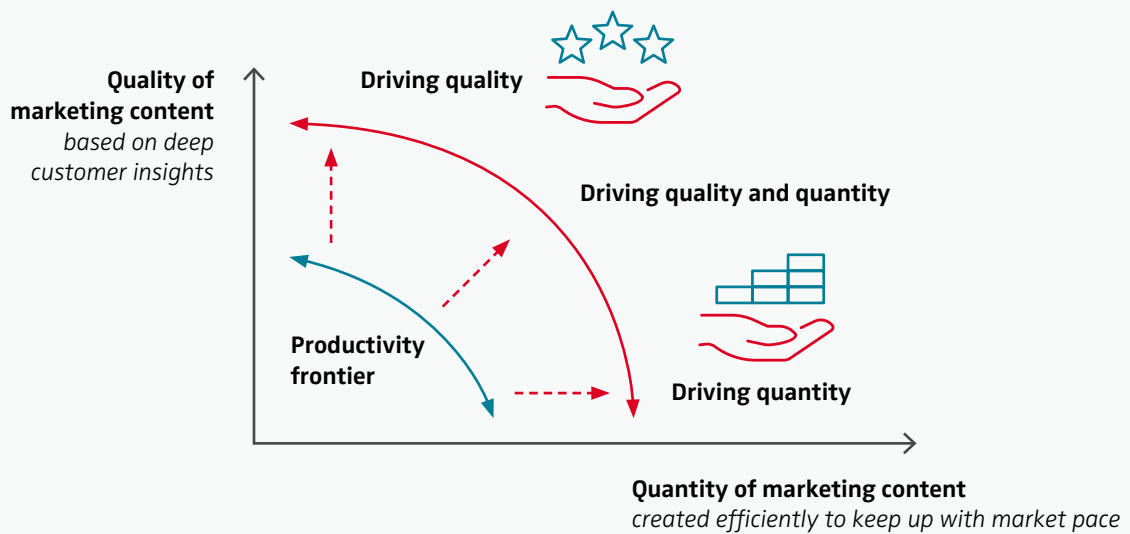 Quality of
marketing content
based on deep
customer insights
Driving quality
Driving quality and quantity
Productivity
frontier
Driving quantity
Quantity of marketing content
created efficiently to keep up with market pace